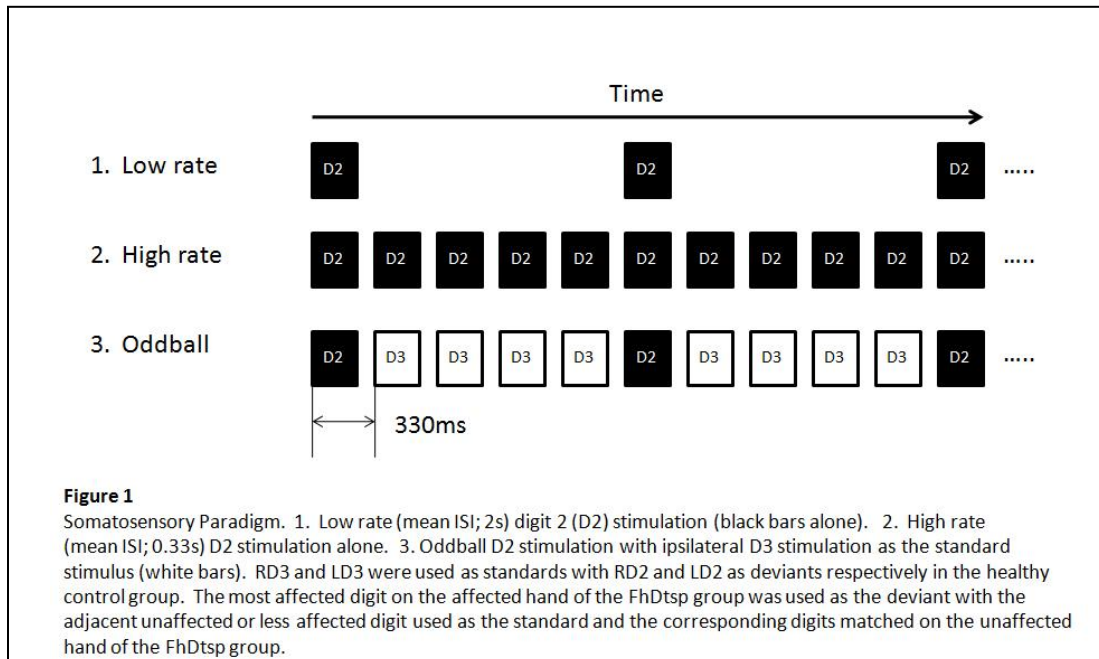 Time
1. Low rate D2 D2 D2 .....
2. High rate D2 D2 D2 D2 D2 D2 D2 D2 D2 D2 D2 .....
3. Oddball D2 D3 D3 D3 D3 D2 D3 D3 D3 D3 D2 .....
330ms
Figure 1
Somatosensory Paradigm. 1. Low rate (mean ISI; 2s) digit 2 (D2) stimulation (black bars alone). 2. High rate
(mean ISI; 0.33s) D2 stimulation alone. 3. Oddball D2 stimulation with ipsilateral D3 stimulation as the standard
stimulus (white bars). RD3 and LD3 were used as standards with RD2 and LD2 as deviants respectively in the healthy
control group. The most affected digit on the affected hand of the FhDtsp group was used as the deviant with the
adjacent unaffected or less affected digit used as the standard and the corresponding digits matched on the unaffected
hand of the FhDtsp group.